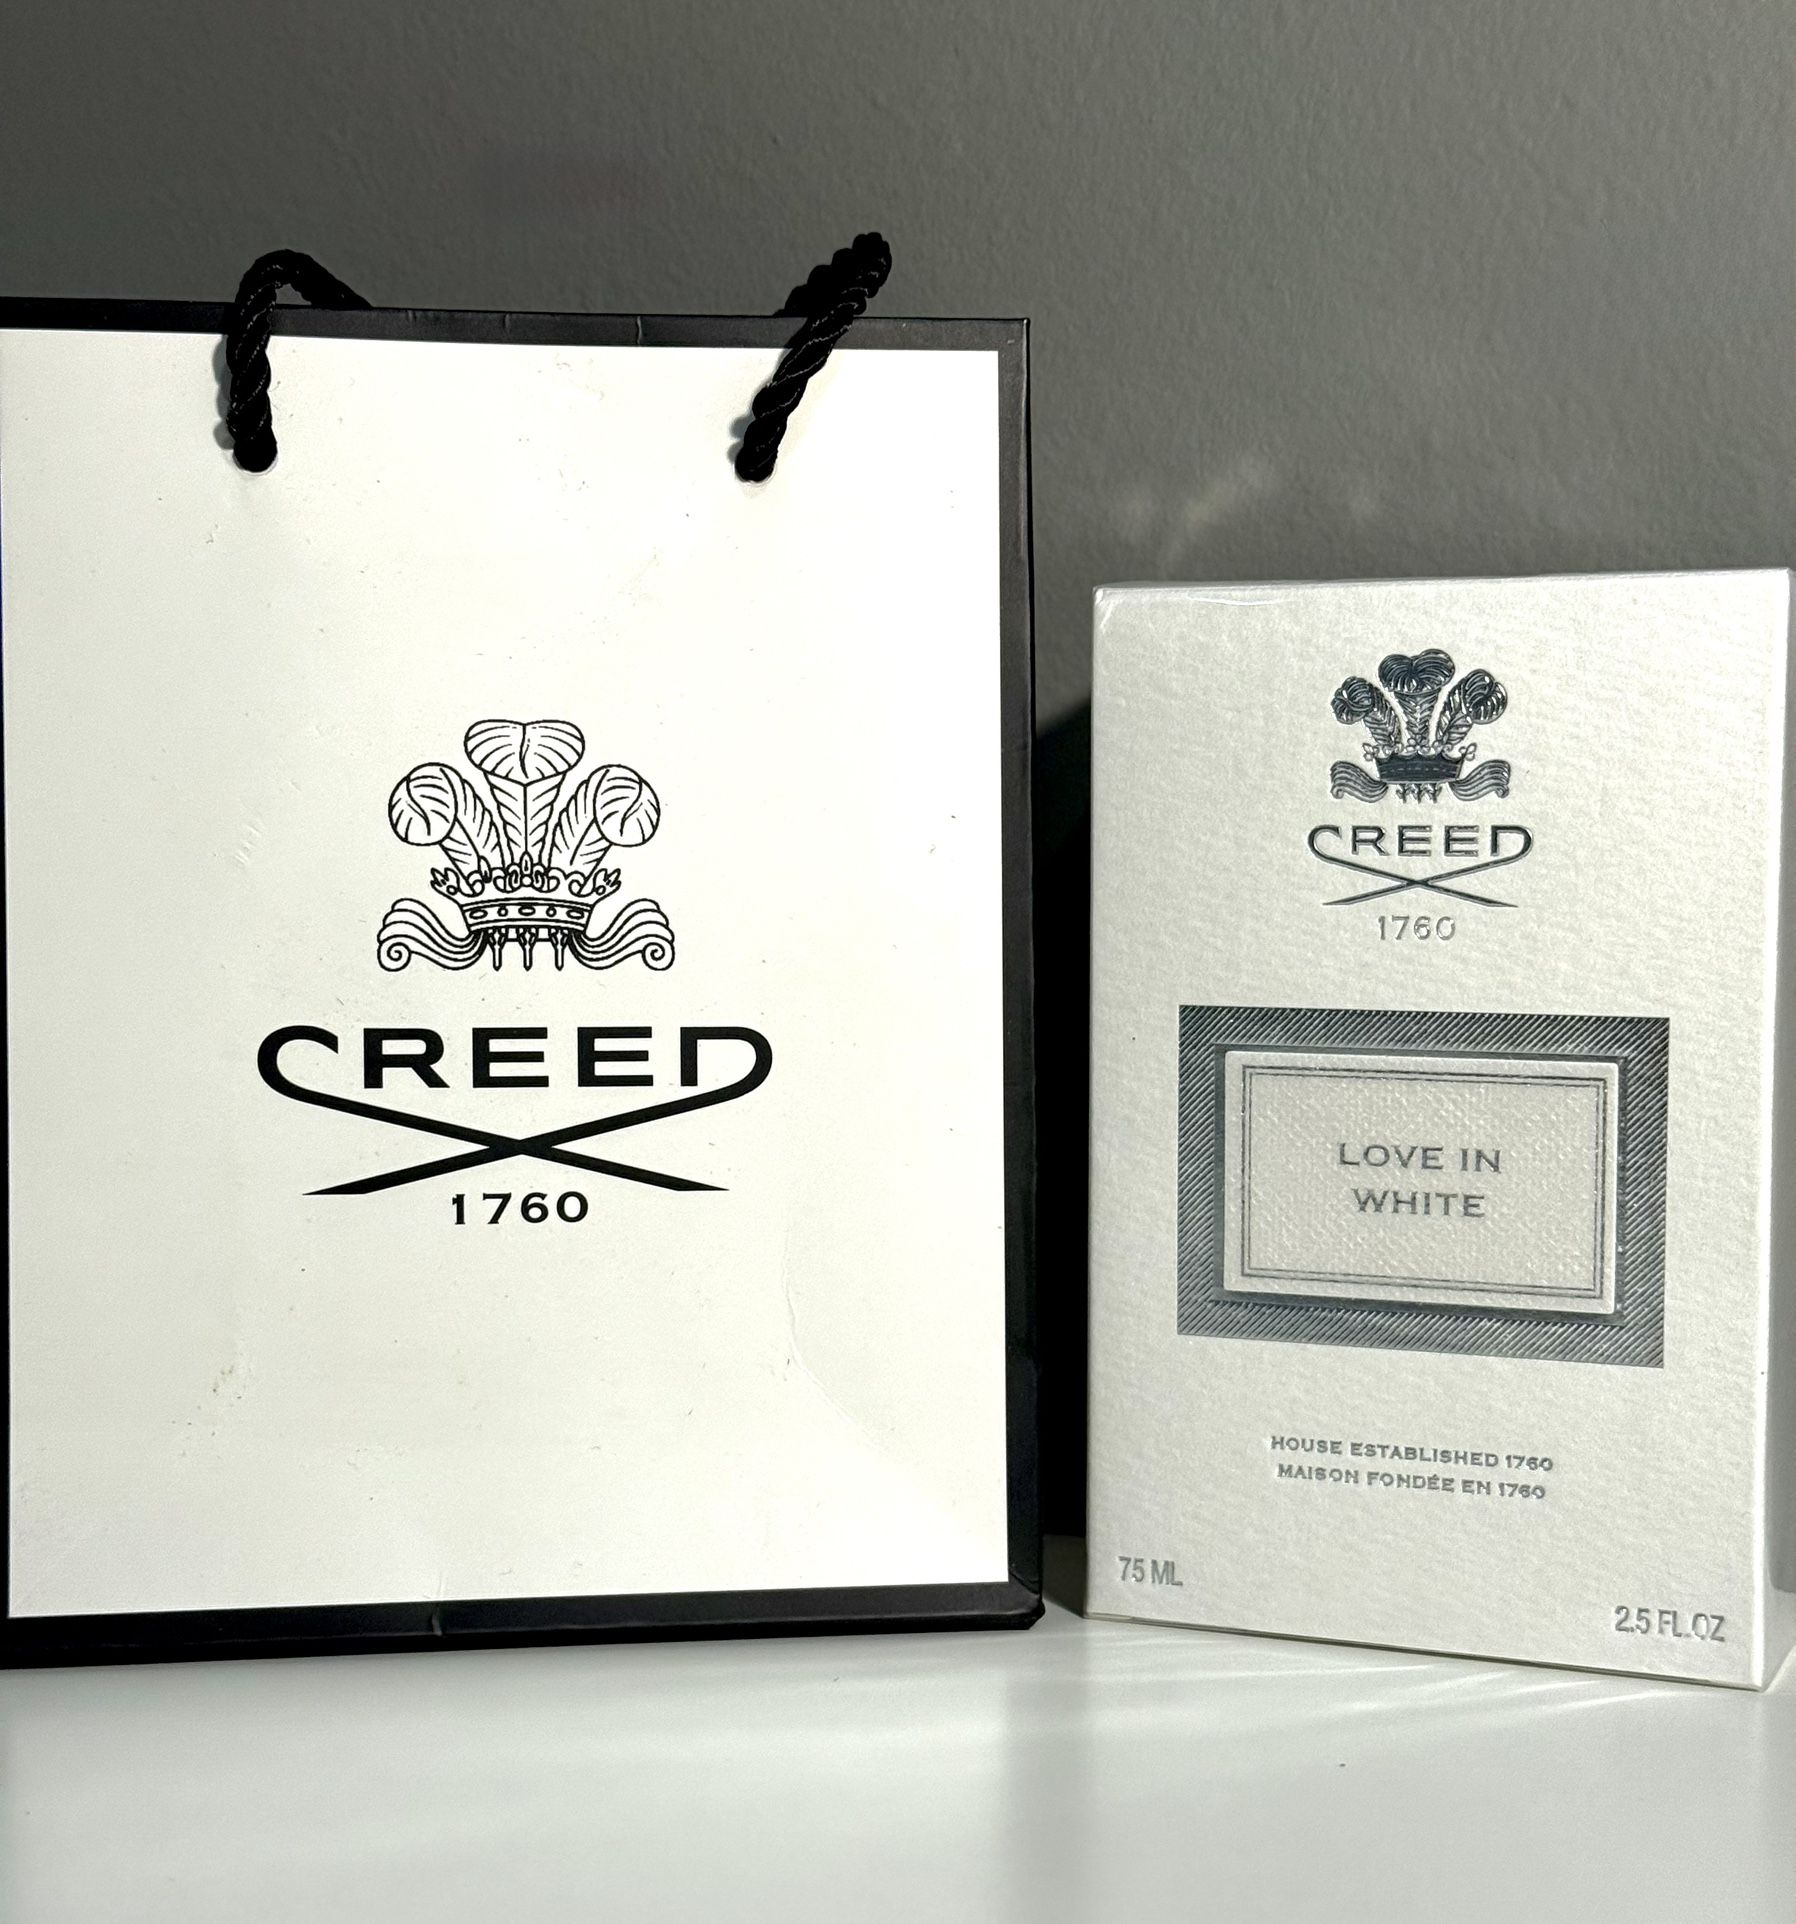 CREED
1760
CREED
1760
LOVE IN
WHITE
HOUSE ESTABLISHED 1760
MAISON FONDÉE EN 1760
75 ML
2.5 FL.OZ